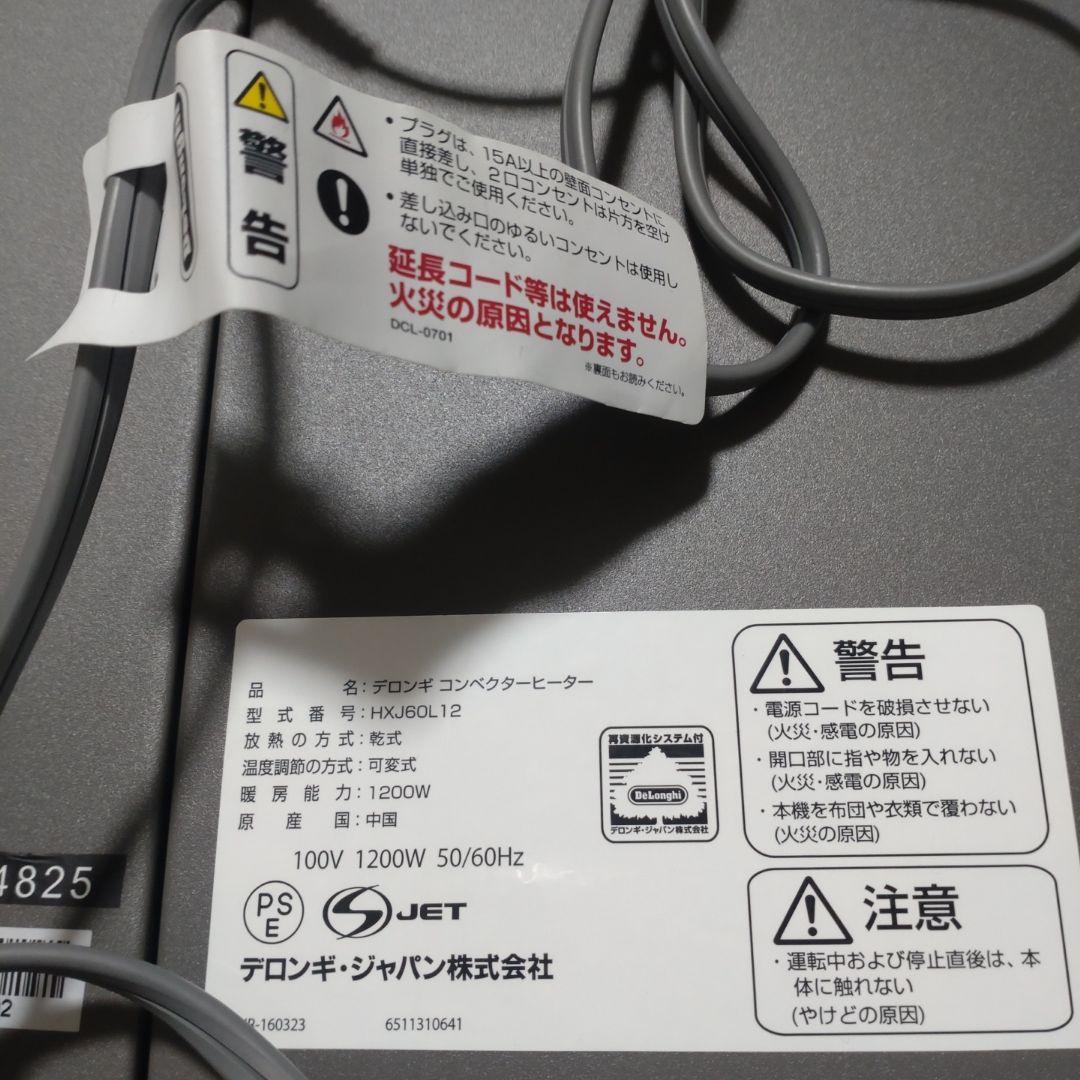 DeLonghi
警告
・プラグは、15A以上の壁面コンセントに
直接差し、2口コンセントは片方を空け
単独でご使用ください。
・差し込み口のゆるいコンセントは使用し
ないでください。
延長コード等は使えません。
火災の原因となります。
DCL-0701
※裏面もお読みください。
品名：デロンギ コンベクターヒーター
型式番号：HXJ60L12
放熱の方式：乾式
温度調節の方式：可変式
暖房能力：1200W
原産国：中国
100V 1200W 50/60Hz
PS
E
S JET
デロンギ・ジャパン株式会社
-160323
6511310641
再資源化システム付
DeLonghi
デロンギ・ジャパン株式会社
警告
・電源コードを破損させない
(火災・感電の原因)
・開口部に指や物を入れない
(火災・感電の原因)
・本機を布団や衣類で覆わない
(火災の原因)
注意
・運転中および停止直後は、本
体に触れない
(やけどの原因)
4825
2